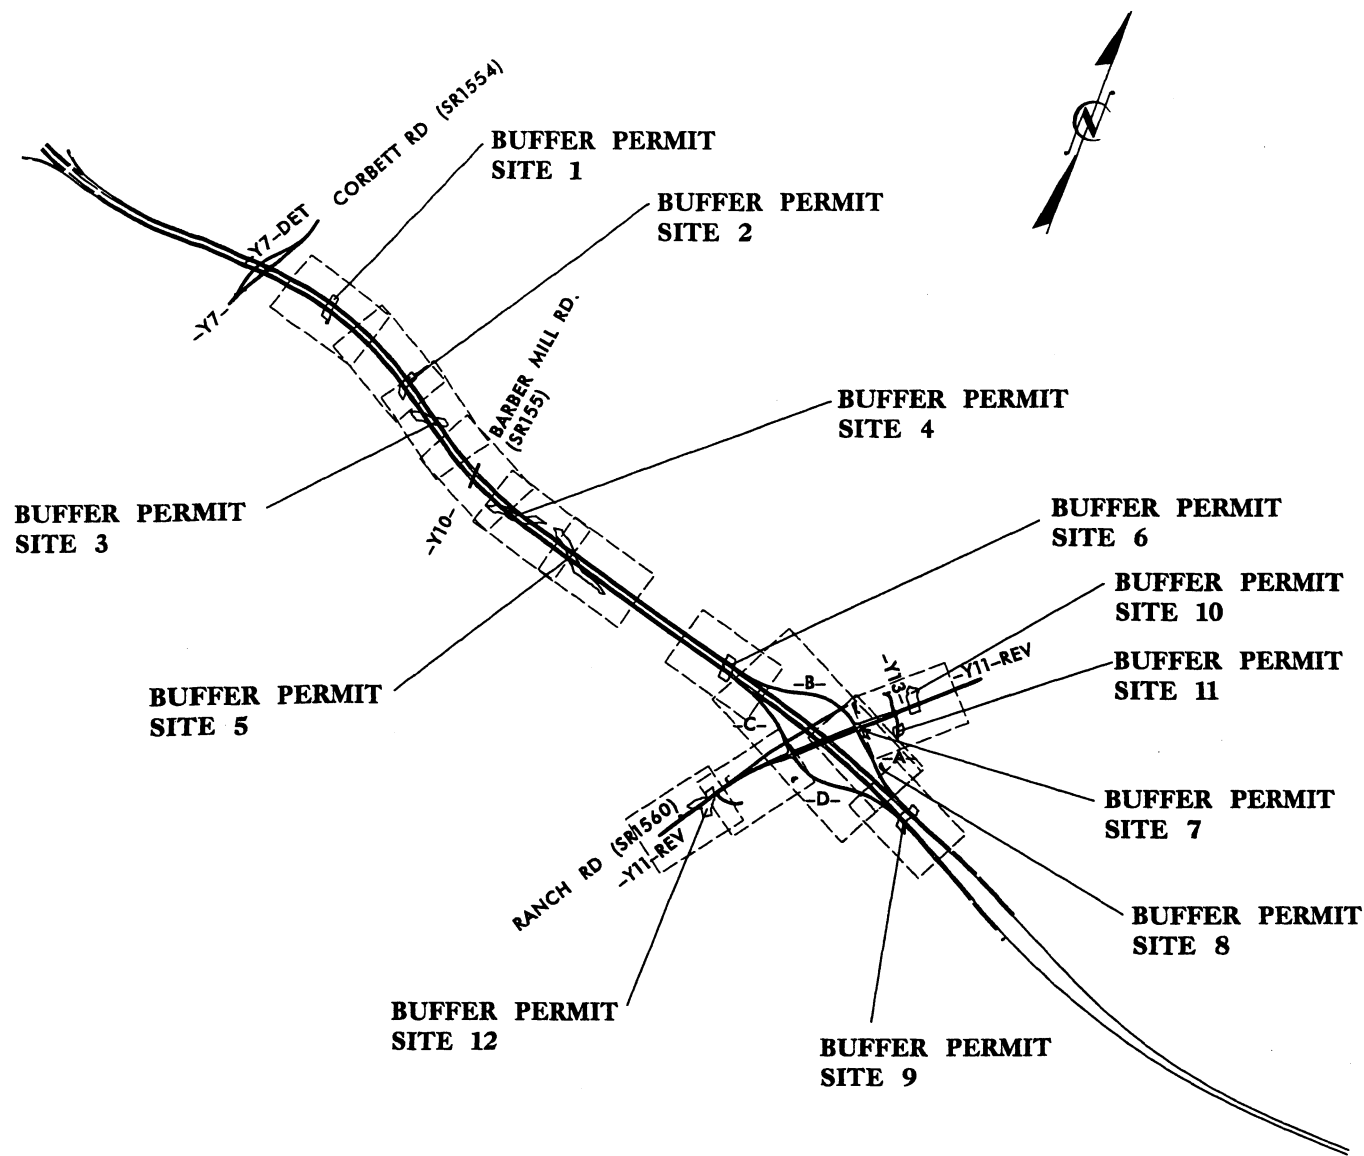 CORBETT RD (SR1554)
BUFFER PERMIT
SITE 1
BUFFER PERMIT
SITE 2
Y7-DET
-Y7-
BARBER MILL RD.
(SR155)
BUFFER PERMIT
SITE 4
BUFFER PERMIT
SITE 3
-Y10-
BUFFER PERMIT
SITE 6
BUFFER PERMIT
SITE 10
BUFFER PERMIT
SITE 11
-Y11-REV
-Y13-
-B-
-C-
-A-
-D-
BUFFER PERMIT
SITE 5
BUFFER PERMIT
SITE 7
RANCH RD (SR1560)
-Y11-REV
BUFFER PERMIT
SITE 8
BUFFER PERMIT
SITE 12
BUFFER PERMIT
SITE 9
N